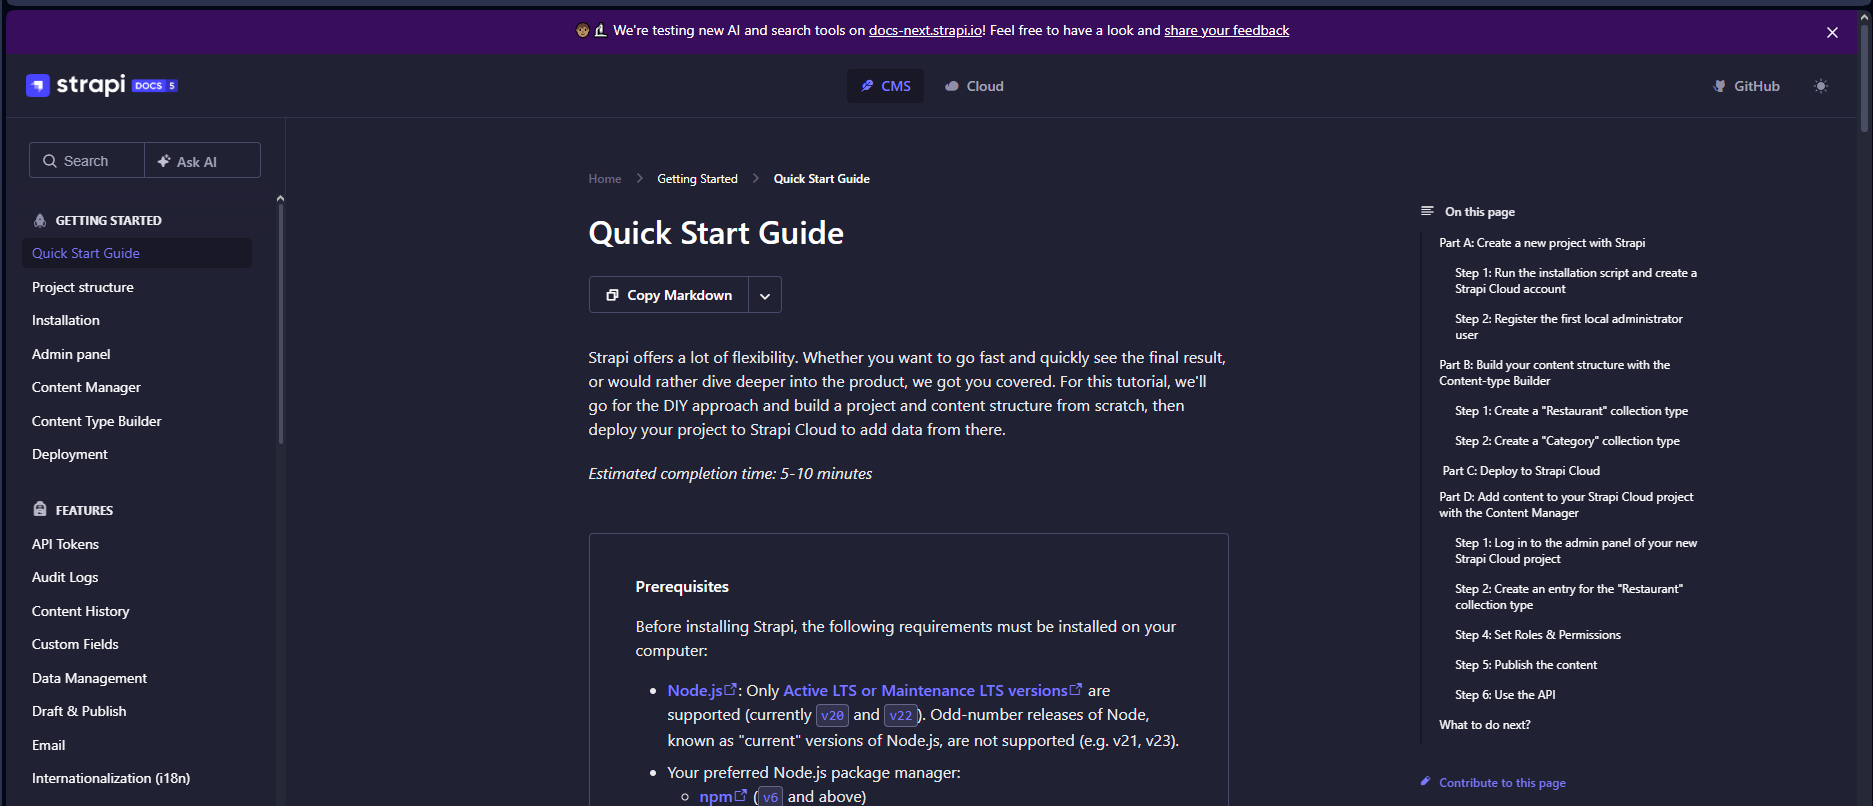 We're testing new AI and search tools on docs-next.strapi.io! Feel free to have a look and share your feedback
strapi DOCS 5
CMS
Cloud
GitHub
Search
Ask AI
GETTING STARTED
Quick Start Guide
Project structure
Installation
Admin panel
Content Manager
Content Type Builder
Deployment
FEATURES
API Tokens
Audit Logs
Content History
Custom Fields
Data Management
Draft & Publish
Email
Internationalization (i18n)
Home > Getting Started > Quick Start Guide
Quick Start Guide
Copy Markdown
Strapi offers a lot of flexibility. Whether you want to go fast and quickly see the final result,
or would rather dive deeper into the product, we got you covered. For this tutorial, we'll
go for the DIY approach and build a project and content structure from scratch, then
deploy your project to Strapi Cloud to add data from there.
Estimated completion time: 5-10 minutes
Prerequisites
Before installing Strapi, the following requirements must be installed on your
computer:
• Node.js: Only Active LTS or Maintenance LTS versions are
supported (currently v20 and v22). Odd-number releases of Node,
known as "current" versions of Node.js, are not supported (e.g. v21, v23).
• Your preferred Node.js package manager:
npm (v6 and above)
On this page
Part A: Create a new project with Strapi
Step 1: Run the installation script and create a
Strapi Cloud account
Step 2: Register the first local administrator
user
Part B: Build your content structure with the
Content-type Builder
Step 1: Create a "Restaurant" collection type
Step 2: Create a "Category" collection type
Part C: Deploy to Strapi Cloud
Part D: Add content to your Strapi Cloud project
with the Content Manager
Step 1: Log in to the admin panel of your new
Strapi Cloud project
Step 2: Create an entry for the "Restaurant"
collection type
Step 4: Set Roles & Permissions
Step 5: Publish the content
Step 6: Use the API
What to do next?
Contribute to this page